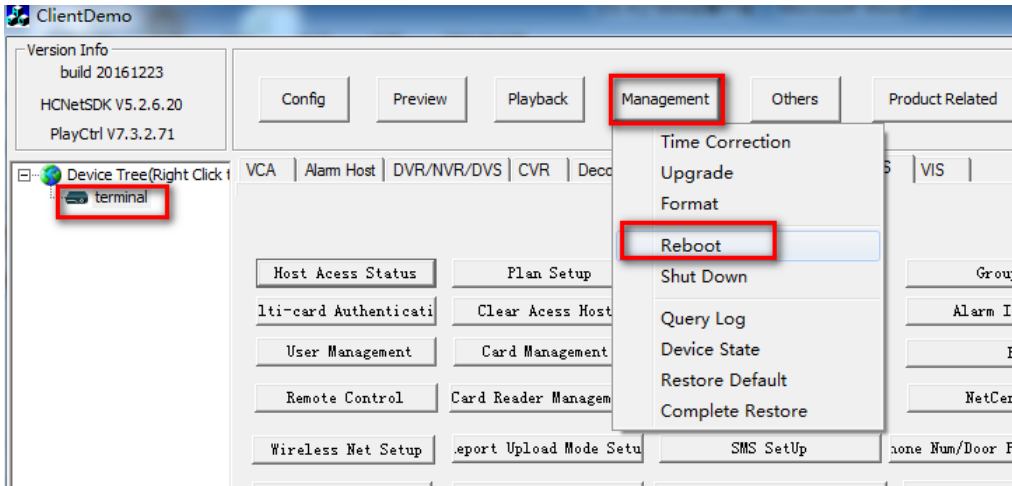 ClientDemo
Version Info
build 20161223
HCNetSDK V5.2.6.20
PlayCtrl V7.3.2.71
Config Preview Playback Management Others Product Related
Device Tree(Right Click t
terminal
VCA Alarm Host DVR/NVR/DVS CVR Deco S VIS
Time Correction
Upgrade
Format
Reboot
Shut Down
Query Log
Device State
Restore Default
Complete Restore
Host Acess Status Plan Setup Grou
lti-card Authenticati Clear Acess Host Alarm I
User Management Card Management
Remote Control Card Reader Managem NetCer
Wireless Net Setup eport Upload Mode Setu SMS SetUp hone Num/Door F